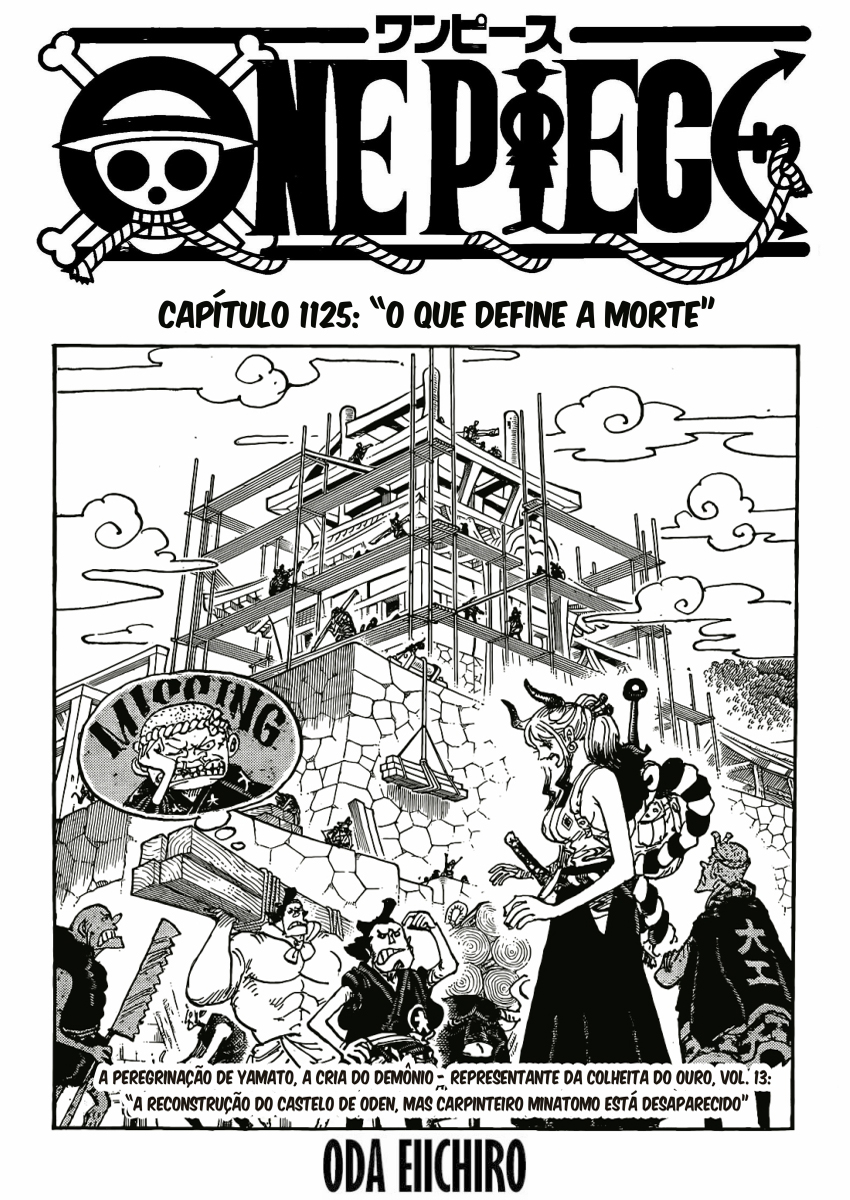 ワンピース
ONE PIECE
CAPÍTULO 1125: “O QUE DEFINE A MORTE”
MISSING
大工
A PEREGRINAÇÃO DE YAMATO, A CRIA DO DEMÔNIO – REPRESENTANTE DA COLHEITA DO OURO, VOL. 13:
“A RECONSTRUÇÃO DO CASTELO DE ODEN, MAS CARPINTEIRO MINATOMO ESTÁ DESAPARECIDO”
ODA EIICHIRO